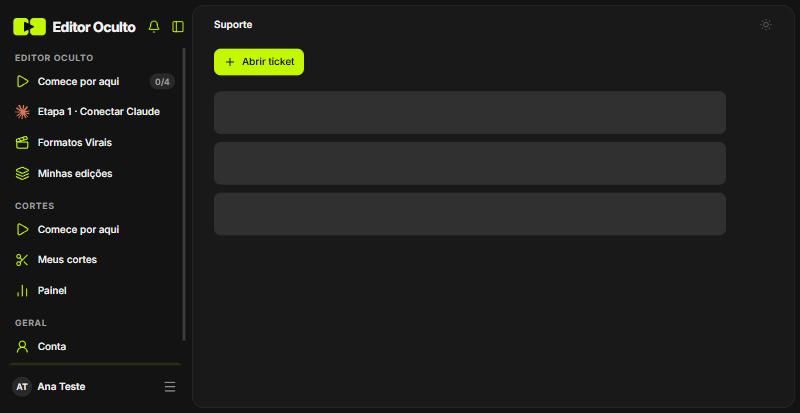 Editor Oculto
EDITOR OCULTO
Comece por aqui
0/4
Etapa 1 · Conectar Claude
Formatos Virais
Minhas edições
CORTES
Comece por aqui
Meus cortes
Painel
GERAL
Conta
AT
Ana Teste
Suporte
+ Abrir ticket